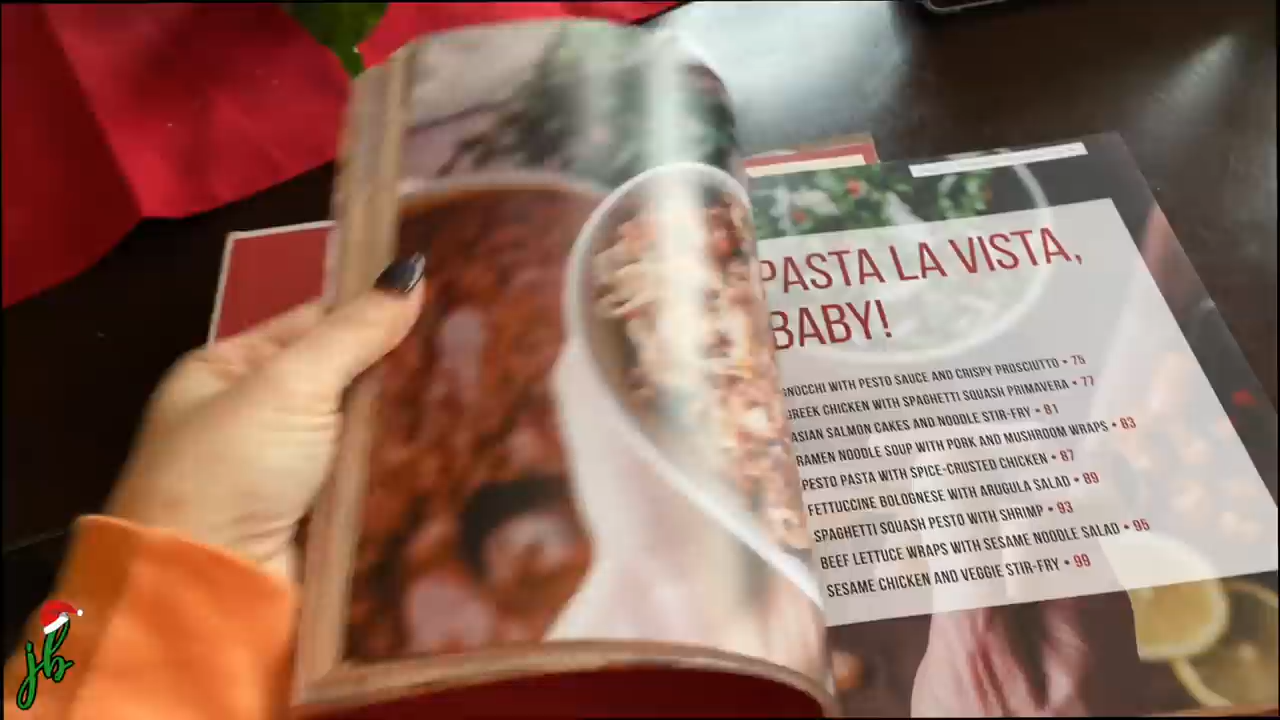 PASTA LA VISTA,
BABY!
GNOCCHI WITH PESTO SAUCE AND CRISPY PROSCIUTTO • 75
GREEK CHICKEN WITH SPAGHETTI SQUASH PRIMAVERA • 77
ASIAN SALMON CAKES AND NOODLE STIR-FRY • 81
RAMEN NOODLE SOUP WITH PORK AND MUSHROOM WRAPS • 83
PESTO PASTA WITH SPICE-CRUSTED CHICKEN • 87
FETTUCCINE BOLOGNESE WITH ARUGULA SALAD • 89
SPAGHETTI SQUASH PESTO WITH SHRIMP • 93
BEEF LETTUCE WRAPS WITH SESAME NOODLE SALAD • 95
SESAME CHICKEN AND VEGGIE STIR-FRY • 99
jb